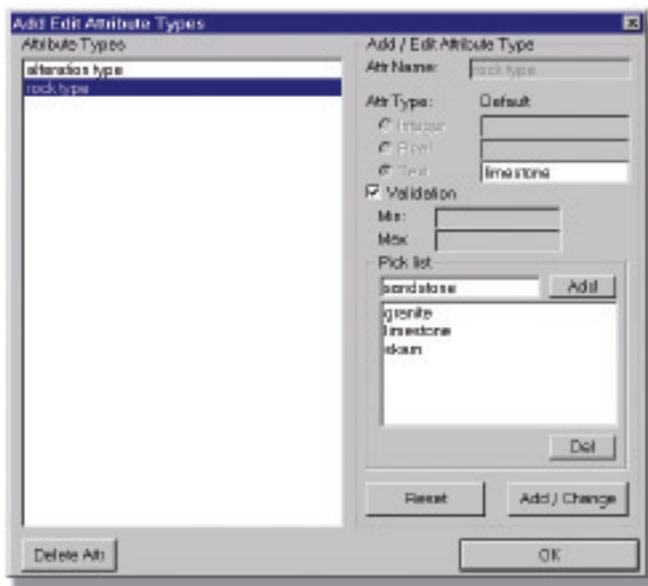 Add Edit Attribute Types
Attribute Types
alteration type
rock type
Add / Edit Attribute Type
Attr Name: rock type
Attr Type: Default
Integer
Real
Text limestone
Validation
Min:
Max
Pick list
sandstone Add
granite
limestone
skarn
Del
Reset Add / Change
Delete Attr OK